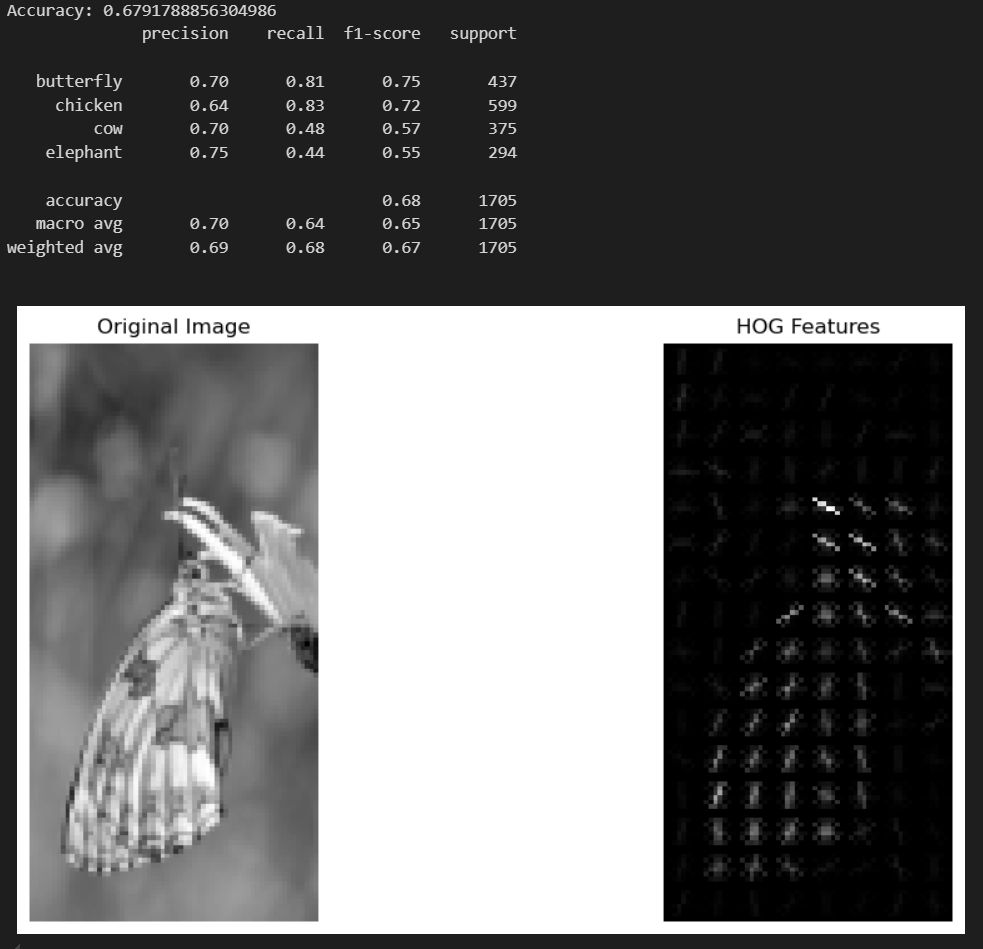 Accuracy: 0.6791788856304986
precision recall f1-score support
butterfly 0.70 0.81 0.75 437
chicken 0.64 0.83 0.72 599
cow 0.70 0.48 0.57 375
elephant 0.75 0.44 0.55 294
accuracy 0.68 1705
macro avg 0.70 0.64 0.65 1705
weighted avg 0.69 0.68 0.67 1705
Original Image
HOG Features